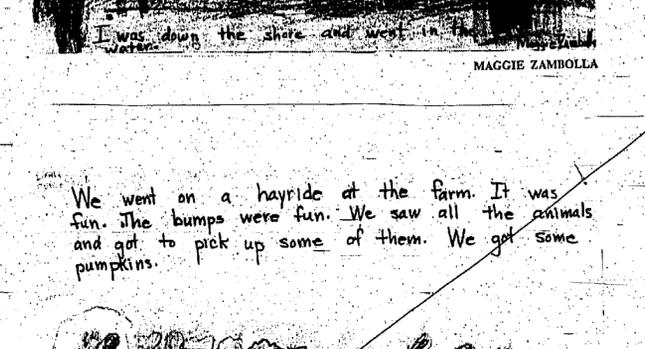 I was down the shore and went in the
water.
Maggie Zambolla
MAGGIE ZAMBOLLA
We went on a hayride at the farm. It was
fun. The bumps were fun. We saw all the animals
and got to pick up some of them. We got some
pumpkins.